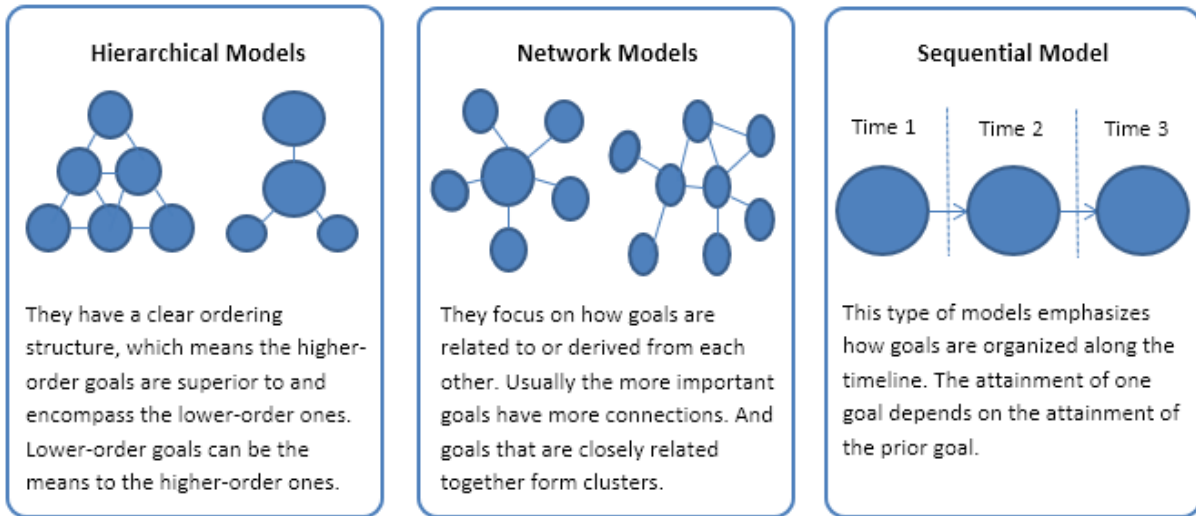 Hierarchical Models
They have a clear ordering
structure, which means the higher-
order goals are superior to and
encompass the lower-order ones.
Lower-order goals can be the
means to the higher-order ones.
Network Models
They focus on how goals are
related to or derived from each
other. Usually the more important
goals have more connections. And
goals that are closely related
together form clusters.
Sequential Model
Time 1
Time 2
Time 3
This type of models emphasizes
how goals are organized along the
timeline. The attainment of one
goal depends on the attainment of
the prior goal.